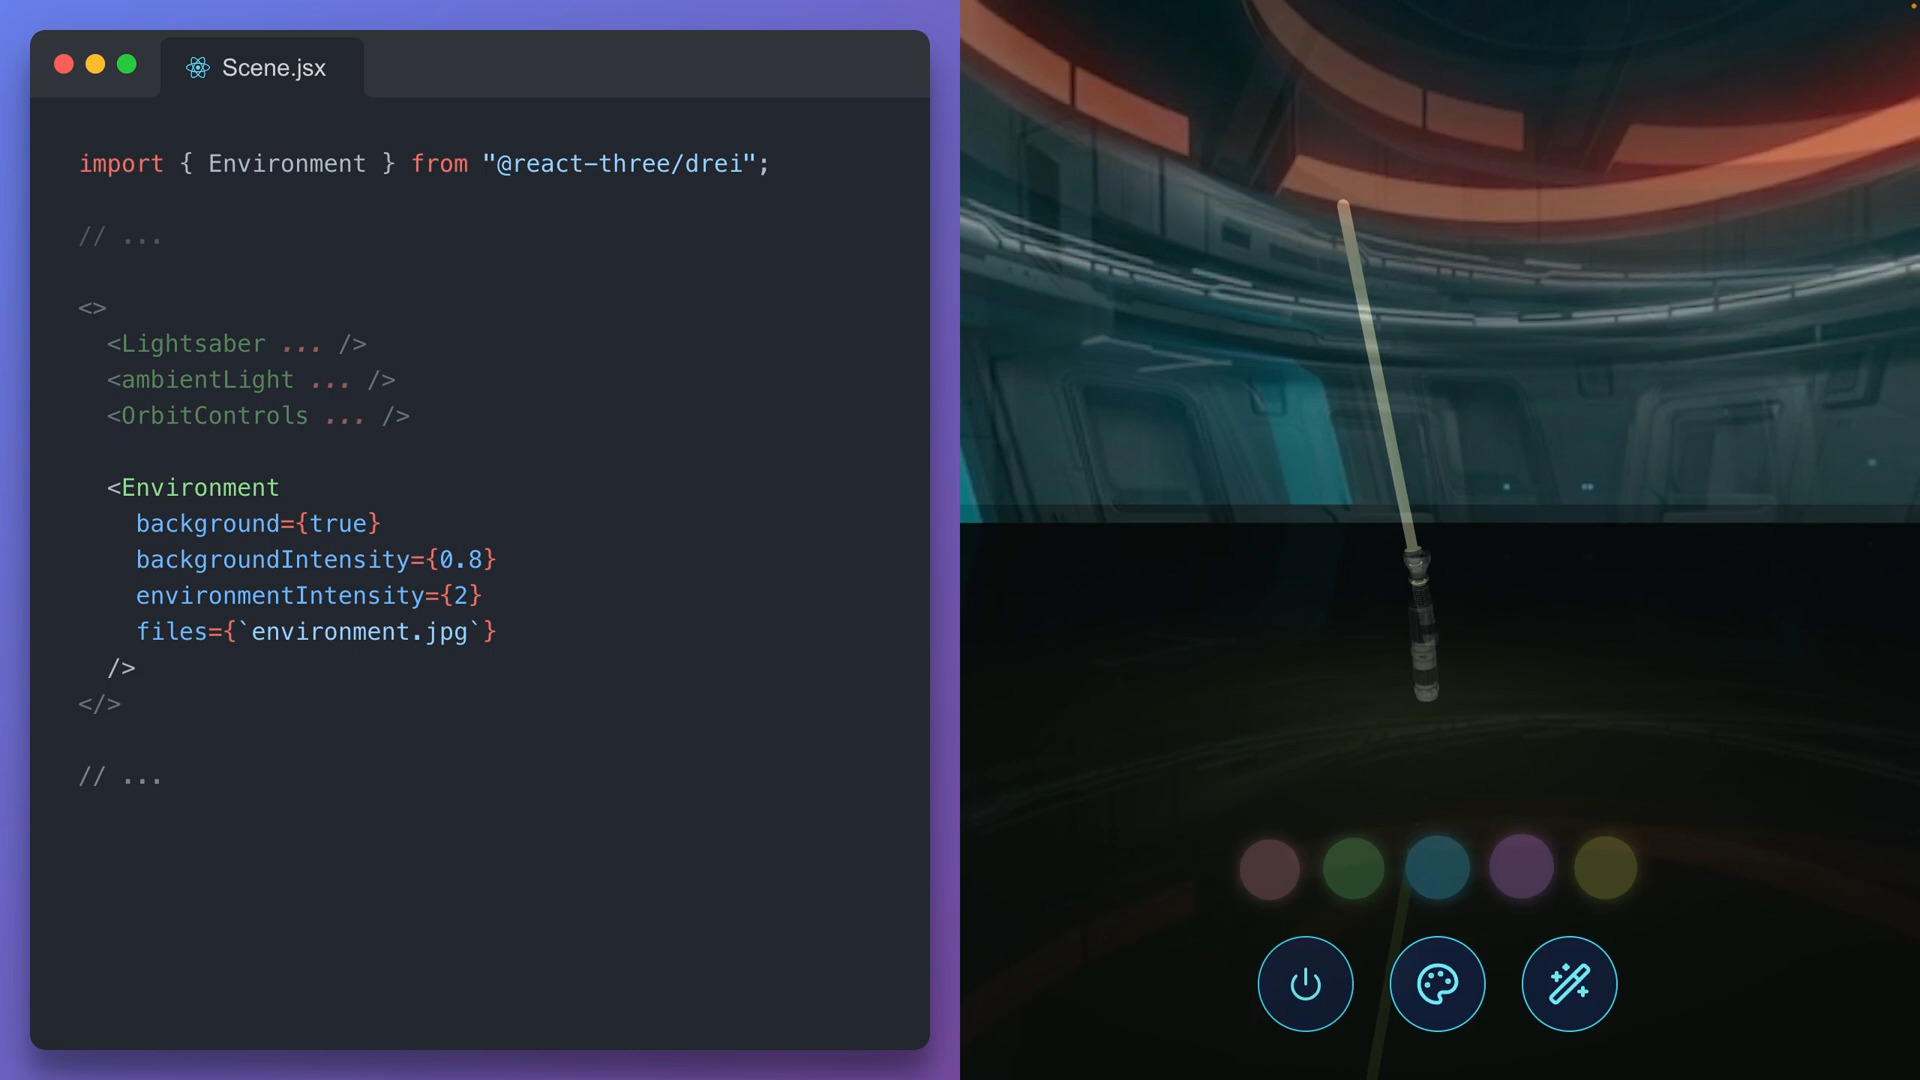 Scene.jsx
import { Environment } from "@react-three/drei";
// ...
<>
<Lightsaber ... />
<ambientLight ... />
<OrbitControls ... />
<Environment
background={true}
backgroundIntensity={0.8}
environmentIntensity={2}
files={`environment.jpg`}
/>
</>
// ...